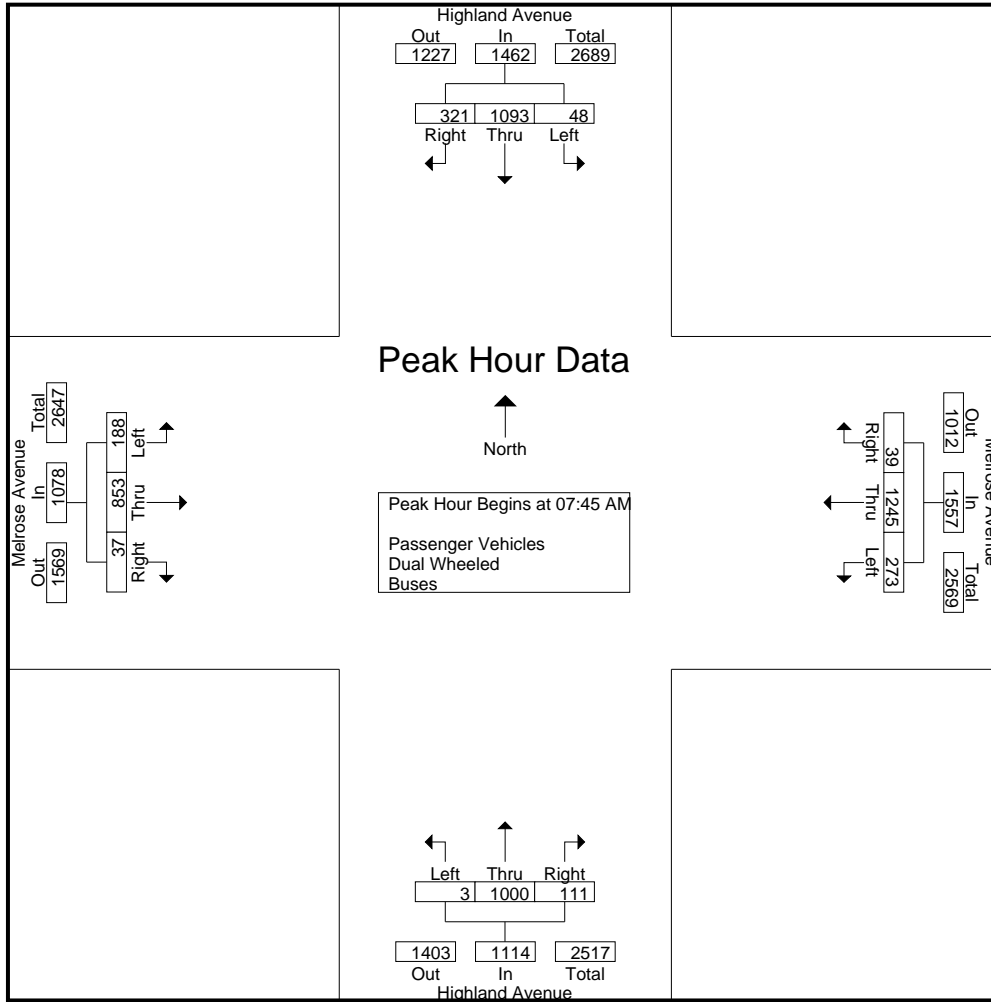 Highland Avenue
Out In Total
1227 1462 2689
321 1093 48
Right Thru Left
Peak Hour Data
North
Peak Hour Begins at 07:45 AM
Passenger Vehicles
Dual Wheeled
Buses
Melrose Avenue
Out In Total
1569 1078 2647
188 853 37
Left Thru Right
Melrose Avenue
Out In Total
1012 1557 2569
39 1245 273
Right Thru Left
Left Thru Right
3 1000 111
1403 1114 2517
Out In Total
Highland Avenue